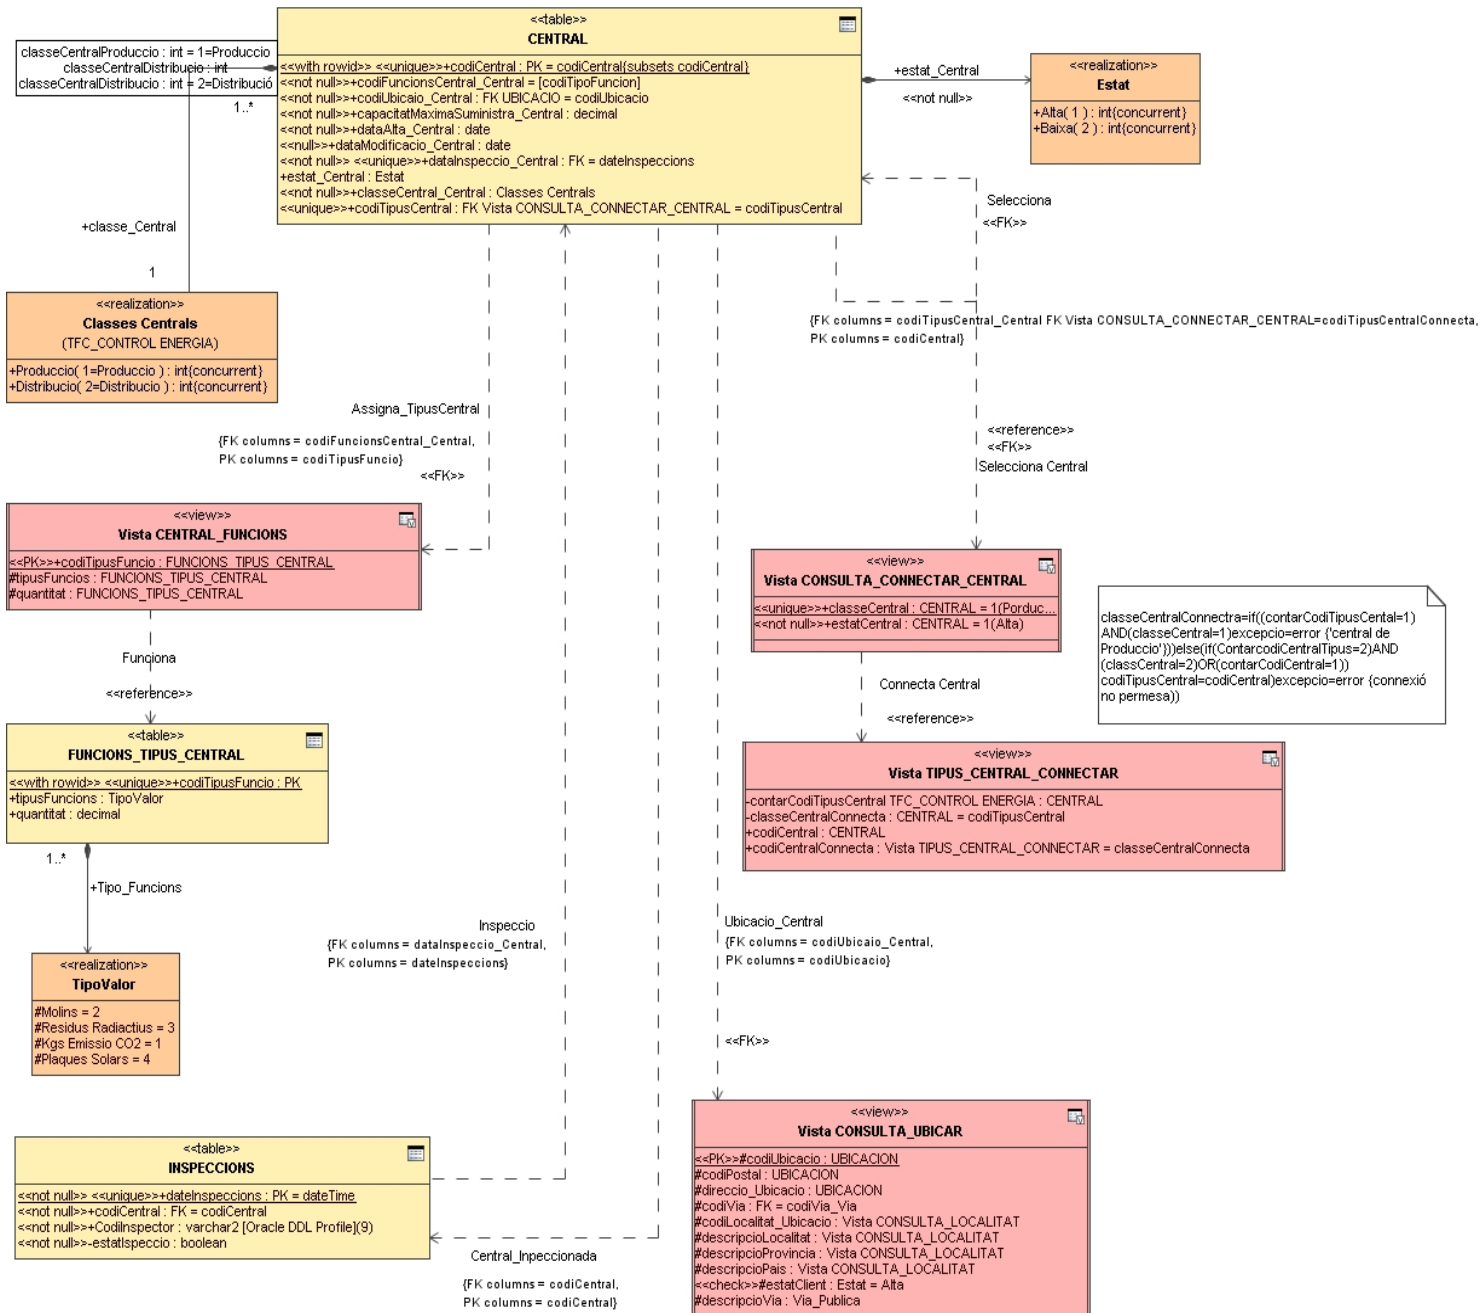 <<table>>
CENTRAL
<<with rowid>> <<unique>>+codiCentral : PK = codiCentral{subsets codiCentral}
<<not null>>+codiFuncionsCentral_Central = [codiTipoFuncion]
<<not null>>+codiUbicaio_Central : FK UBICACIO = codiUbicacio
<<not null>>+capacitatMaximaSuministra_Central : decimal
<<not null>>+dataAlta_Central : date
<<null>>+dataModificacio_Central : date
<<not null>> <<unique>>+dataInspeccio_Central : FK = dateInspeccions
+estat_Central : Estat
<<not null>>+classeCentral_Central : Classes Centrals
<<unique>>+codiTipusCentral : FK Vista CONSULTA_CONNECTAR_CENTRAL = codiTipusCentral
classeCentralProduccio : int = 1=Produccio
classeCentralDistribucio : int
classeCentralDistribucio : int = 2=Distribució
1..*
+estat_Central
<<not null>>
<<realization>>
Estat
+Alta( 1 ) : int{concurrent}
+Baixa( 2 ) : int{concurrent}
+classe_Central
1
Selecciona
<<FK>>
<<realization>>
Classes Centrals
(TFC_CONTROL ENERGIA)
+Produccio( 1=Produccio ) : int{concurrent}
+Distribucio( 2=Distribucio ) : int{concurrent}
{FK columns = codiTipusCentral_Central FK Vista CONSULTA_CONNECTAR_CENTRAL=codiTipusCentralConnecta,
PK columns = codiCentral}
Assigna_TipusCentral
{FK columns = codiFuncionsCentral_Central,
PK columns = codiTipusFuncio}
<<FK>>
<<reference>>
<<FK>>
Selecciona Central
<<view>>
Vista CENTRAL_FUNCIONS
<<PK>>+codiTipusFuncio : FUNCIONS_TIPUS_CENTRAL
#tipusFuncios : FUNCIONS_TIPUS_CENTRAL
#quantitat : FUNCIONS_TIPUS_CENTRAL
<<view>>
Vista CONSULTA_CONNECTAR_CENTRAL
<<unique>>+classeCentral : CENTRAL = 1(Porduc...
<<not null>>+estatCentral : CENTRAL = 1(Alta)
classeCentralConnectra=if((contarCodiTipusCental=1)
AND(classeCentral=1)excepcio=error {'central de
Produccio'}))else(if(ContarcodiCentralTipus=2)AND
(classCentral=2)OR(contarCodiCentral=1))
codiTipusCentral=codiCentral)excepcio=error {connexió
no permesa))
Funciona
<<reference>>
Connecta Central
<<reference>>
<<table>>
FUNCIONS_TIPUS_CENTRAL
<<with rowid>> <<unique>>+codiTipusFuncio : PK
+tipusFuncions : TipoValor
+quantitat : decimal
<<view>>
Vista TIPUS_CENTRAL_CONNECTAR
-contarCodiTipusCentral TFC_CONTROL ENERGIA : CENTRAL
-classeCentralConnecta : CENTRAL = codiTipusCentral
+codiCentral : CENTRAL
+codiCentralConnecta : Vista TIPUS_CENTRAL_CONNECTAR = classeCentralConnecta
1..*
+Tipo_Funcions
Inspeccio
{FK columns = dataInspeccio_Central,
PK columns = dateInspeccions}
Ubicacio_Central
{FK columns = codiUbicaio_Central,
PK columns = codiUbicacio}
<<FK>>
<<realization>>
TipoValor
#Molins = 2
#Residus Radiactius = 3
#Kgs Emissio CO2 = 1
#Plaques Solars = 4
<<table>>
INSPECCIONS
<<not null>> <<unique>>+dateInspeccions : PK = dateTime
<<not null>>+codiCentral : FK = codiCentral
<<not null>>+CodiInspector : varchar2 [Oracle DDL Profile](9)
<<not null>>-estatIspeccio : boolean
Central_Inpeccionada
{FK columns = codiCentral,
PK columns = codiCentral}
<<view>>
Vista CONSULTA_UBICAR
<<PK>>#codiUbicacio : UBICACION
#codiPostal : UBICACION
#direccio_Ubicacio : UBICACION
#codiVia : FK = codiVia_Via
#codiLocalitat_Ubicacio : Vista CONSULTA_LOCALITAT
#descripcioLocalitat : Vista CONSULTA_LOCALITAT
#descripcioProvincia : Vista CONSULTA_LOCALITAT
#descripcioPais : Vista CONSULTA_LOCALITAT
<<check>>#estatClient : Estat = Alta
#descripcioVia : Via_Publica